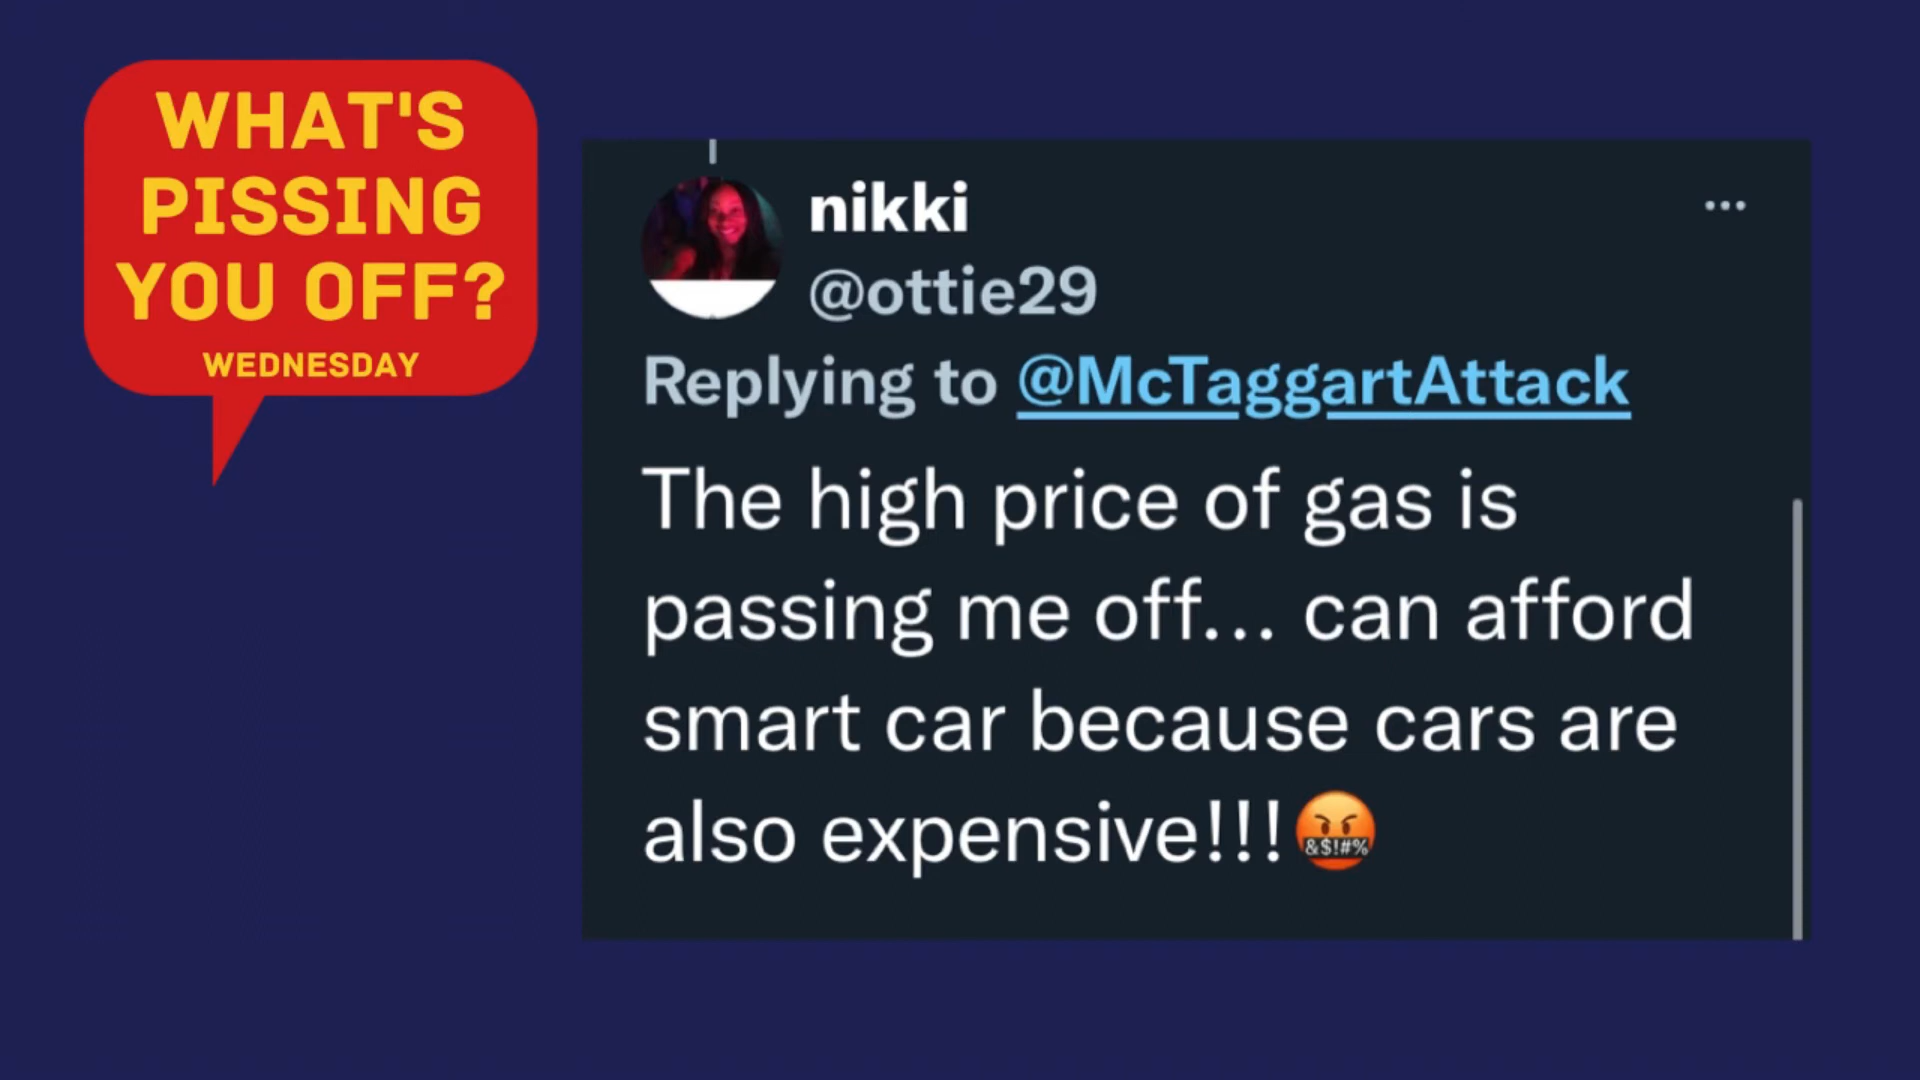 WHAT'S
PISSING
YOU OFF?
WEDNESDAY
nikki
@ottie29
Replying to @McTaggartAttack
The high price of gas is
passing me off... can afford
smart car because cars are
also expensive!!!🤬